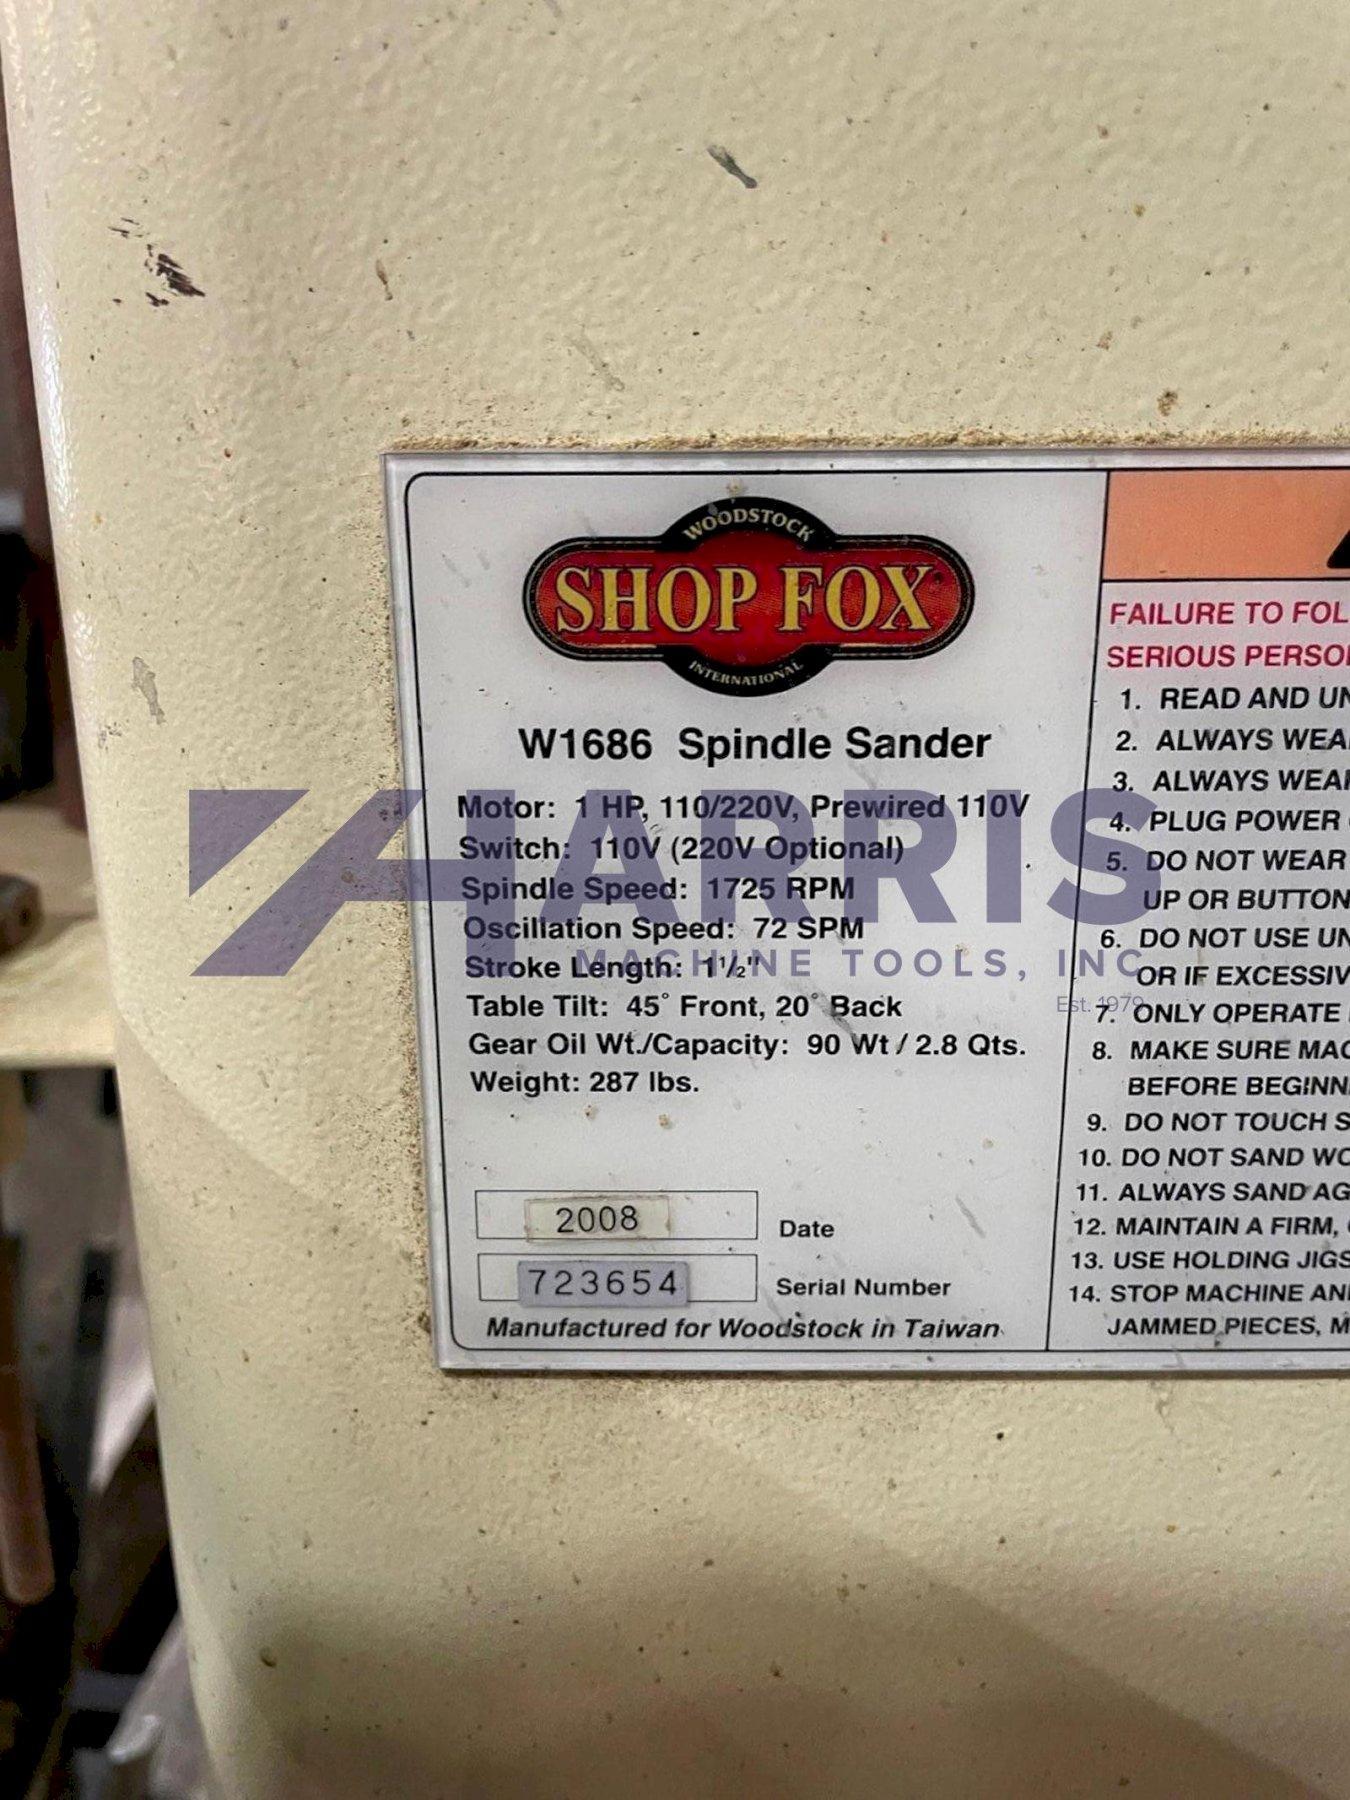 WOODSTOCK
SHOP FOX
INTERNATIONAL
W1686 Spindle Sander
Motor: 1 HP, 110/220V, Prewired 110V
Switch: 110V (220V Optional)
Spindle Speed: 1725 RPM
Oscillation Speed: 72 SPM
Stroke Length: 1½"
Table Tilt: 45° Front, 20° Back
Gear Oil Wt./Capacity: 90 Wt / 2.8 Qts.
Weight: 287 lbs.
2008 Date
723654 Serial Number
Manufactured for Woodstock in Taiwan
FAILURE TO FOL
SERIOUS PERSO
1. READ AND UN
2. ALWAYS WEA
3. ALWAYS WEA
4. PLUG POWER
5. DO NOT WEAR
UP OR BUTTON
6. DO NOT USE UN
OR IF EXCESSIV
7. ONLY OPERATE
8. MAKE SURE MAC
BEFORE BEGINN
9. DO NOT TOUCH S
10. DO NOT SAND WO
11. ALWAYS SAND AG
12. MAINTAIN A FIRM,
13. USE HOLDING JIGS
14. STOP MACHINE AN
JAMMED PIECES, M
HARRIS
MACHINE TOOLS, INC.
Est. 1979